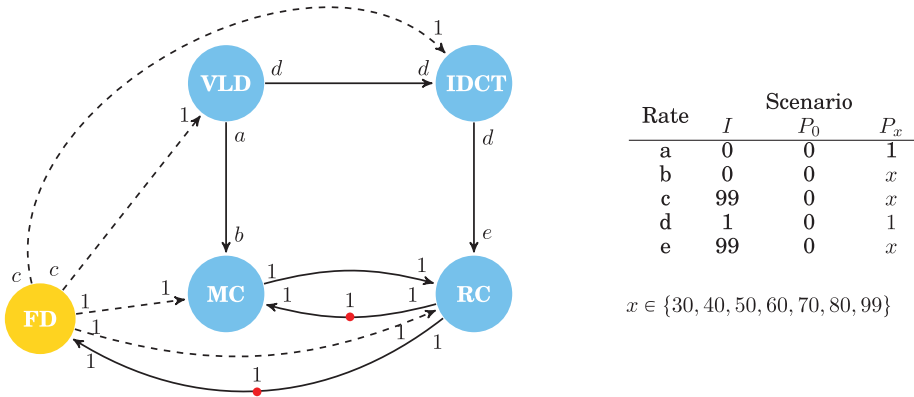 1
VLD
d
d
IDCT
1
a
d
c
c
b
e
FD
1
1
MC
1
1
1
1
1
RC
1
1
1
1
1
Scenario
Rate I P₀ Pₓ
a 0 0 1
b 0 0 x
c 99 0 x
d 1 0 1
e 99 0 x
x ∈ {30, 40, 50, 60, 70, 80, 99}